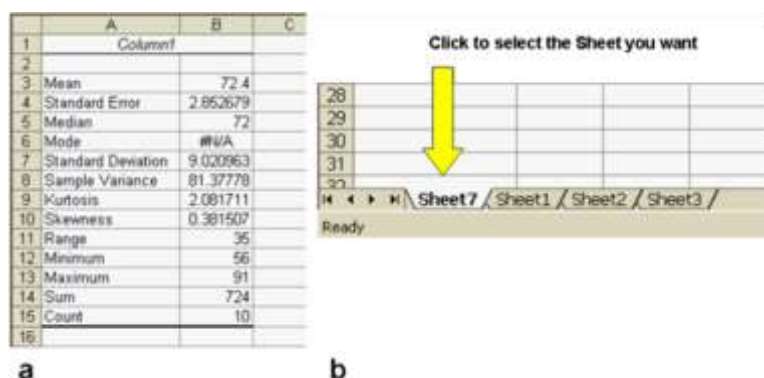 A B C
1 Column1
2
3 Mean 72.4
4 Standard Error 2.852679
5 Median 72
6 Mode #N/A
7 Standard Deviation 9.020963
8 Sample Variance 81.37778
9 Kurtosis 2.081711
10 Skewness 0.381507
11 Range 35
12 Minimum 56
13 Maximum 91
14 Sum 724
15 Count 10
16
a
Click to select the Sheet you want
28
29
30
31
32
Sheet7 / Sheet1 / Sheet2 / Sheet3 /
Ready
b